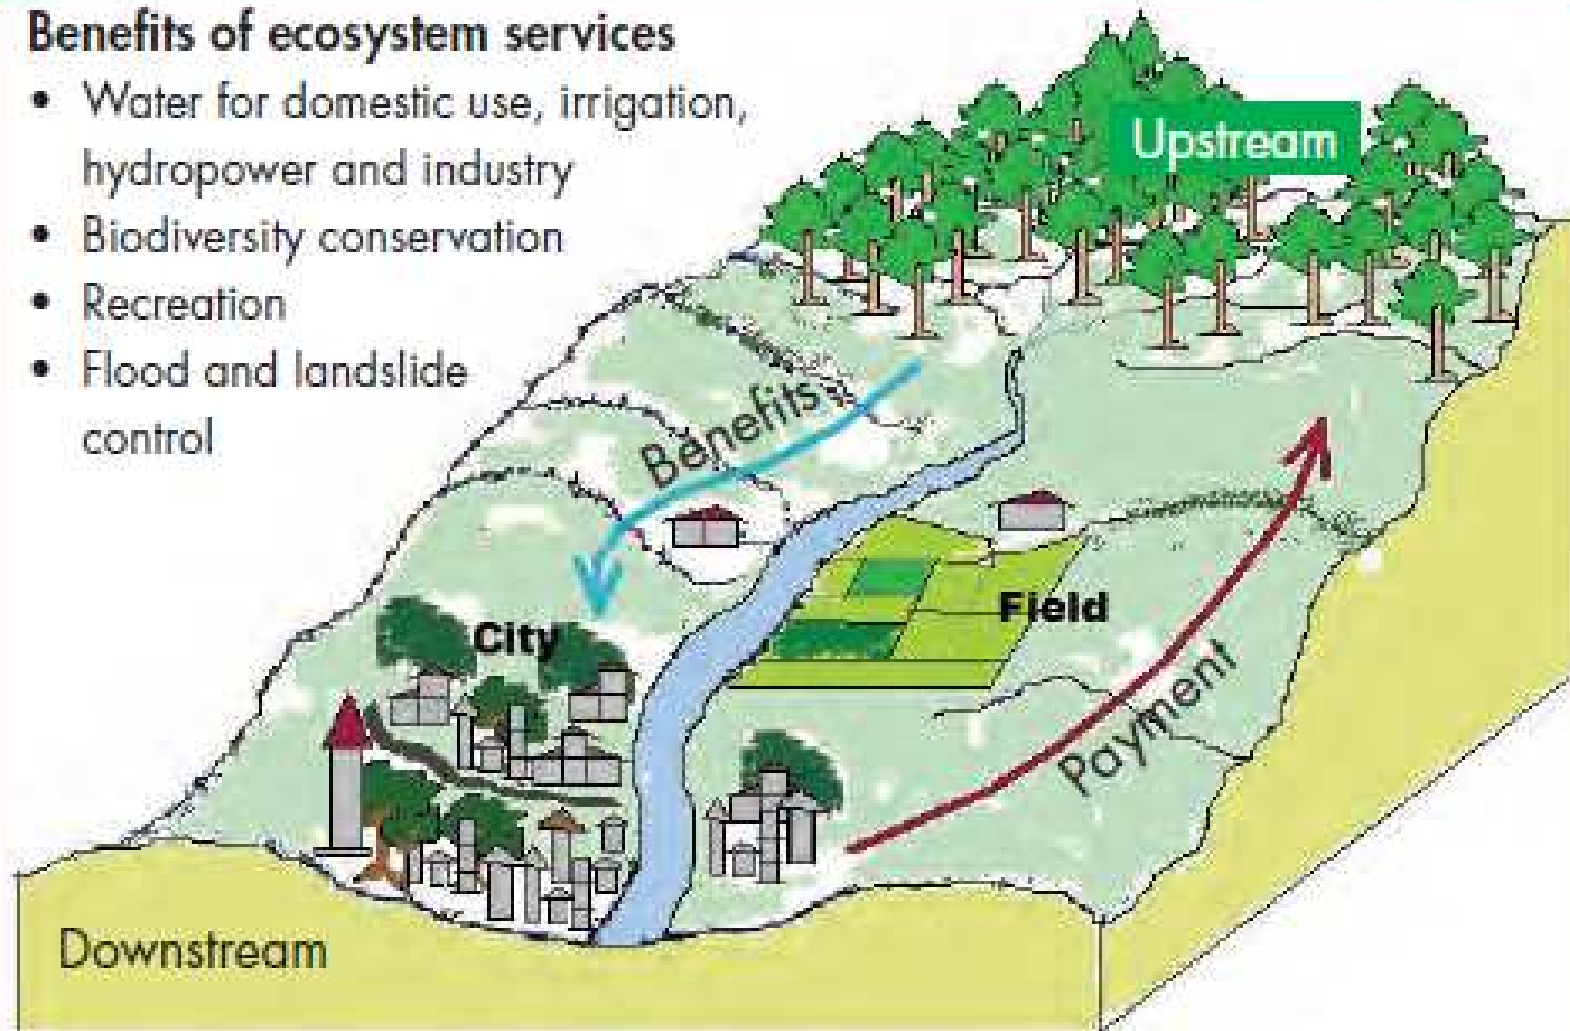 Benefits of ecosystem services
• Water for domestic use, irrigation,
hydropower and industry
• Biodiversity conservation
• Recreation
• Flood and landslide
control
Upstream
Benefits
Field
City
Payment
Downstream